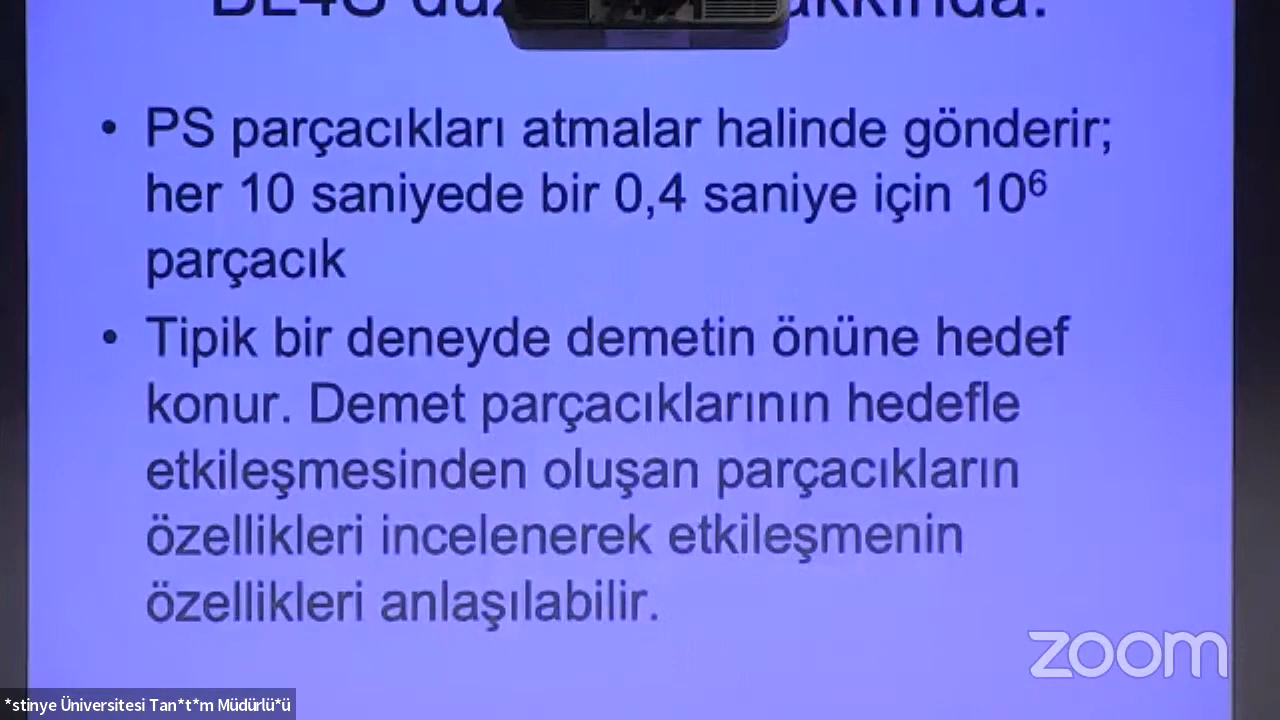 • PS parçacıkları atmalar halinde gönderir;
her 10 saniyede bir 0,4 saniye için 10⁶
parçacık
• Tipik bir deneyde demetin önüne hedef
konur. Demet parçacıklarının hedefle
etkileşmesinden oluşan parçacıkların
özellikleri incelenerek etkileşmenin
özellikleri anlaşılabilir.
zoom
*stinye Üniversitesi Tan*t*m Müdürlü*ü